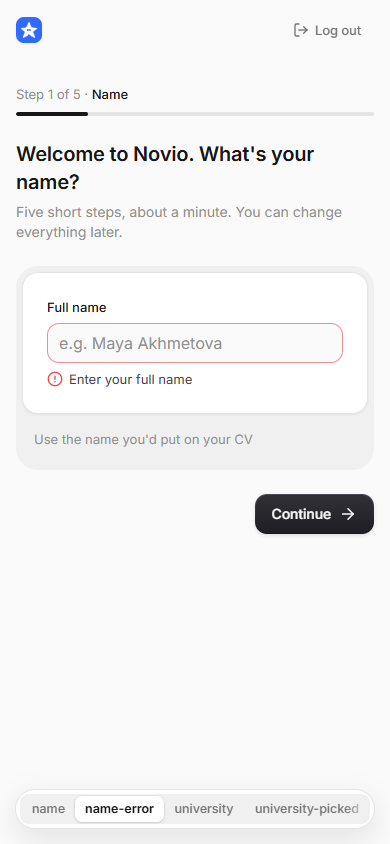 Log out
Step 1 of 5 · Name
Welcome to Novio. What's your
name?
Five short steps, about a minute. You can change
everything later.
Full name
e.g. Maya Akhmetova
Enter your full name
Use the name you'd put on your CV
Continue
name name-error university university-picked